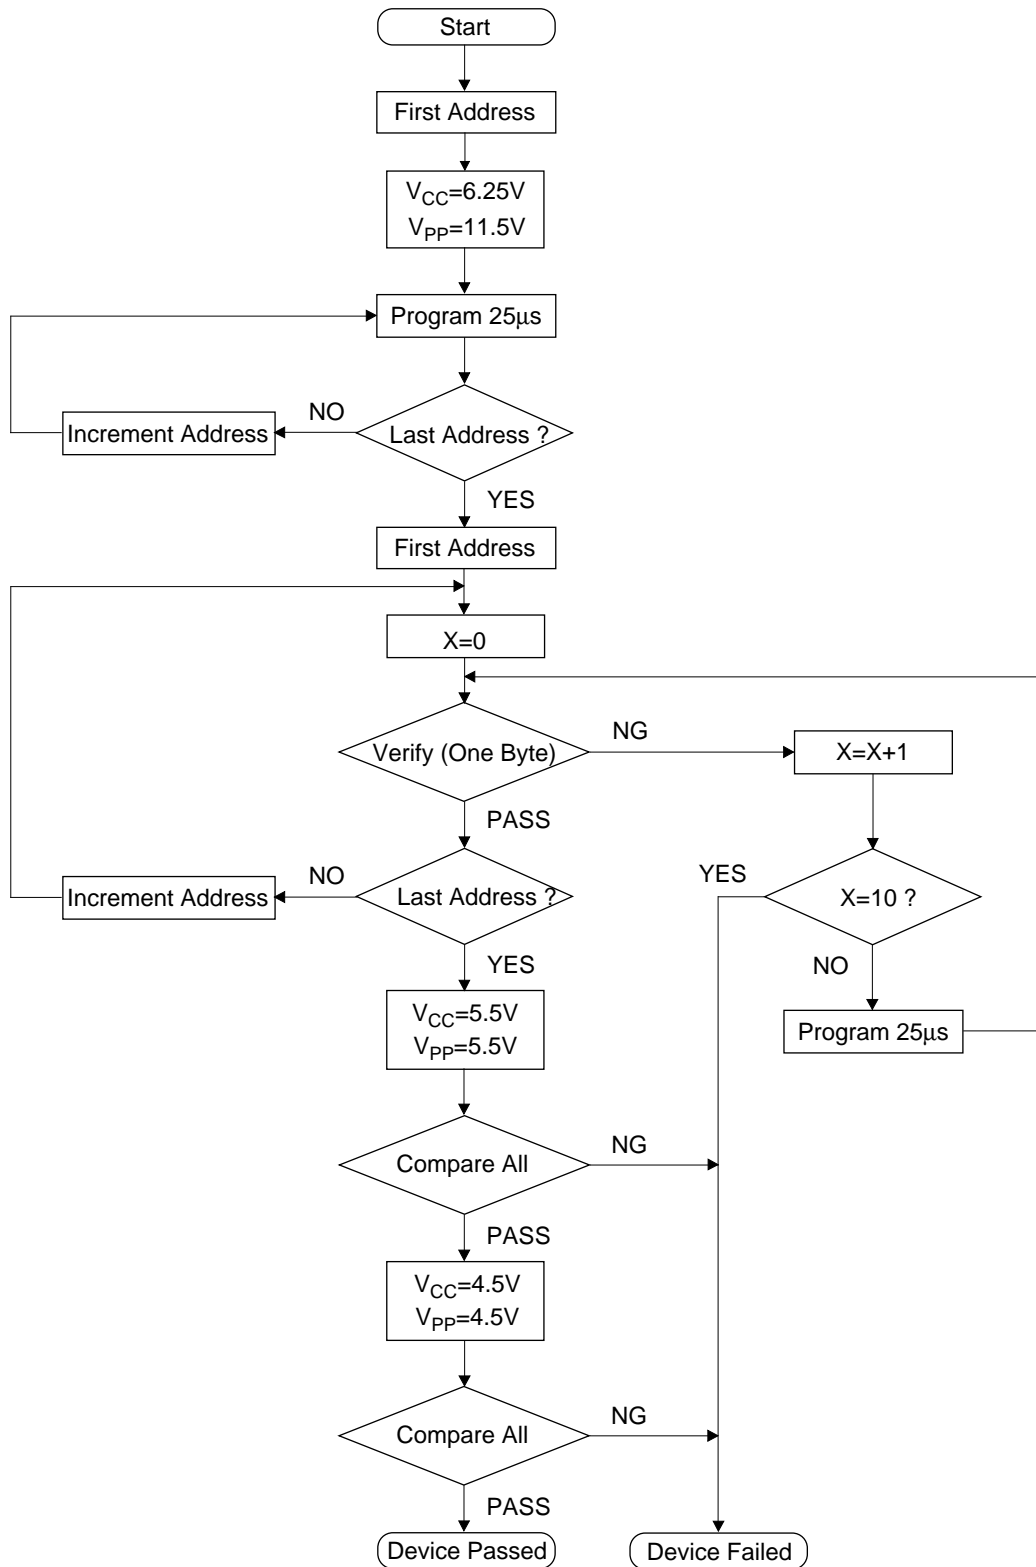 Start
First Address
VCC=6.25V
VPP=11.5V
Program 25μs
NO
Increment Address
Last Address ?
YES
First Address
X=0
Verify (One Byte)
NG
X=X+1
PASS
NO
Increment Address
Last Address ?
YES
X=10 ?
YES
NO
VCC=5.5V
VPP=5.5V
Program 25μs
Compare All
NG
PASS
VCC=4.5V
VPP=4.5V
Compare All
NG
PASS
Device Passed
Device Failed